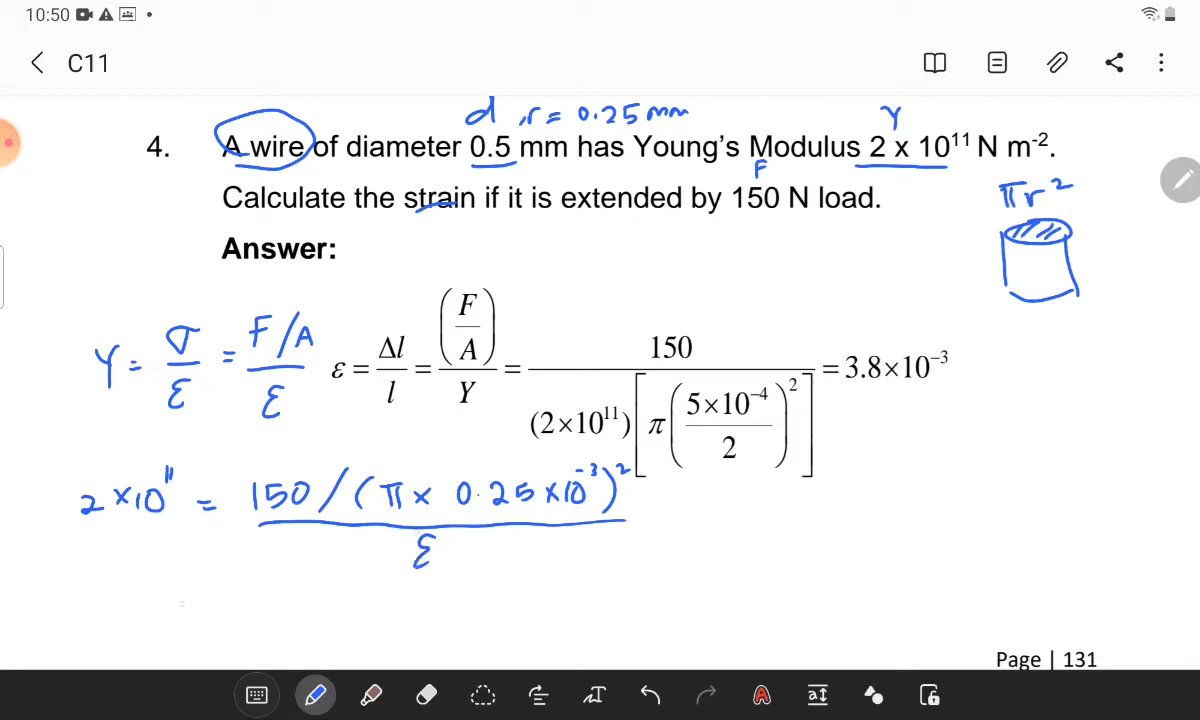 10:50
C11
d , r = 0.25 mm
Y
4. A wire of diameter 0.5 mm has Young's Modulus 2 x 10¹¹ N m⁻².
F
πr²
Calculate the strain if it is extended by 150 N load.
Answer:
Y = σ/ε = (F/A)/ε
ε = Δl/l = (F/A)/Y = 150/((2×10¹¹)[π(5×10⁻⁴/2)²]) = 3.8×10⁻³
2 × 10¹¹ = 150/(π × 0.25 × 10⁻³)² / ε
=
Page | 131